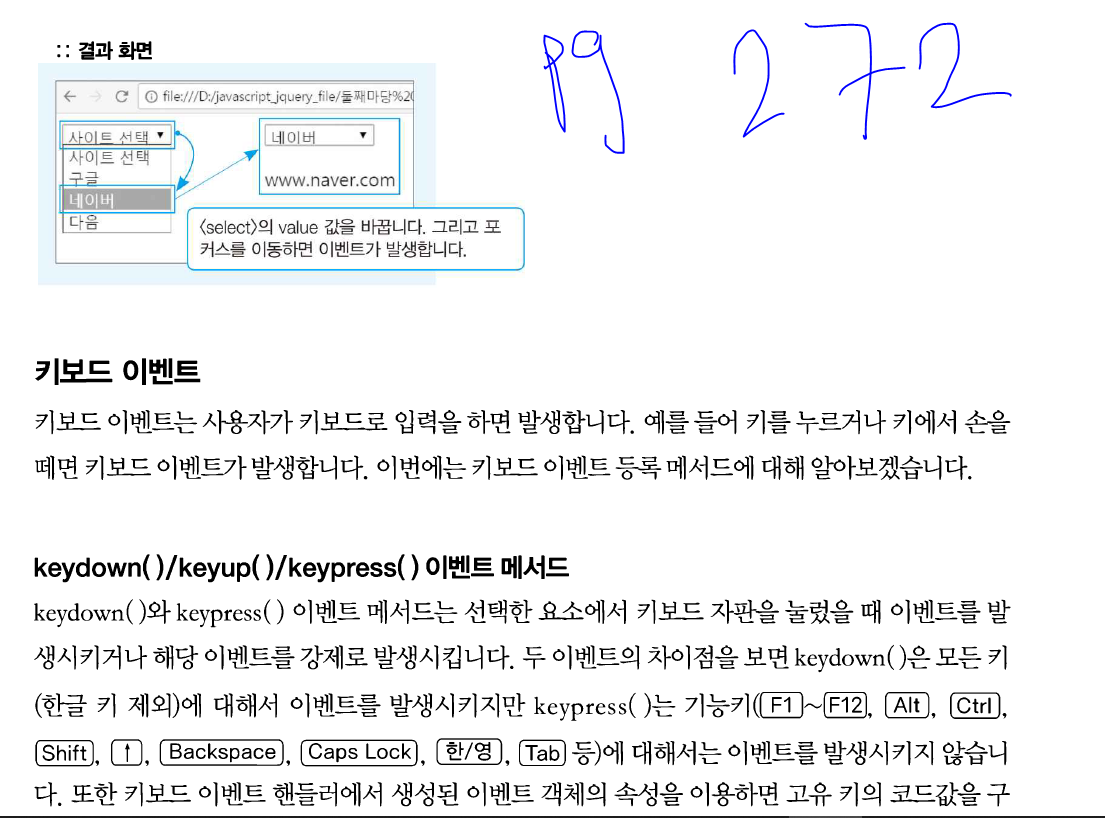 :: 결과 화면
pg 272
file:///D:/javascript_jquery_file/둘째마당%20
사이트 선택
사이트 선택
구글
네이버
다음
네이버
www.naver.com
〈select〉의 value 값을 바꿉니다. 그리고 포
커스를 이동하면 이벤트가 발생합니다.
키보드 이벤트
키보드 이벤트는 사용자가 키보드로 입력을 하면 발생합니다. 예를 들어 키를 누르거나 키에서 손을
떼면 키보드 이벤트가 발생합니다. 이번에는 키보드 이벤트 등록 메서드에 대해 알아보겠습니다.
keydown( )/keyup( )/keypress( ) 이벤트 메서드
keydown( )와 keypress( ) 이벤트 메서드는 선택한 요소에서 키보드 자판을 눌렀을 때 이벤트를 발
생시키거나 해당 이벤트를 강제로 발생시킵니다. 두 이벤트의 차이점을 보면 keydown( )은 모든 키
(한글 키 제외)에 대해서 이벤트를 발생시키지만 keypress( )는 기능키(F1~F12, Alt, Ctrl,
Shift, ↑, Backspace, Caps Lock, 한/영, Tab 등)에 대해서는 이벤트를 발생시키지 않습니
다. 또한 키보드 이벤트 핸들러에서 생성된 이벤트 객체의 속성을 이용하면 고유 키의 코드값을 구